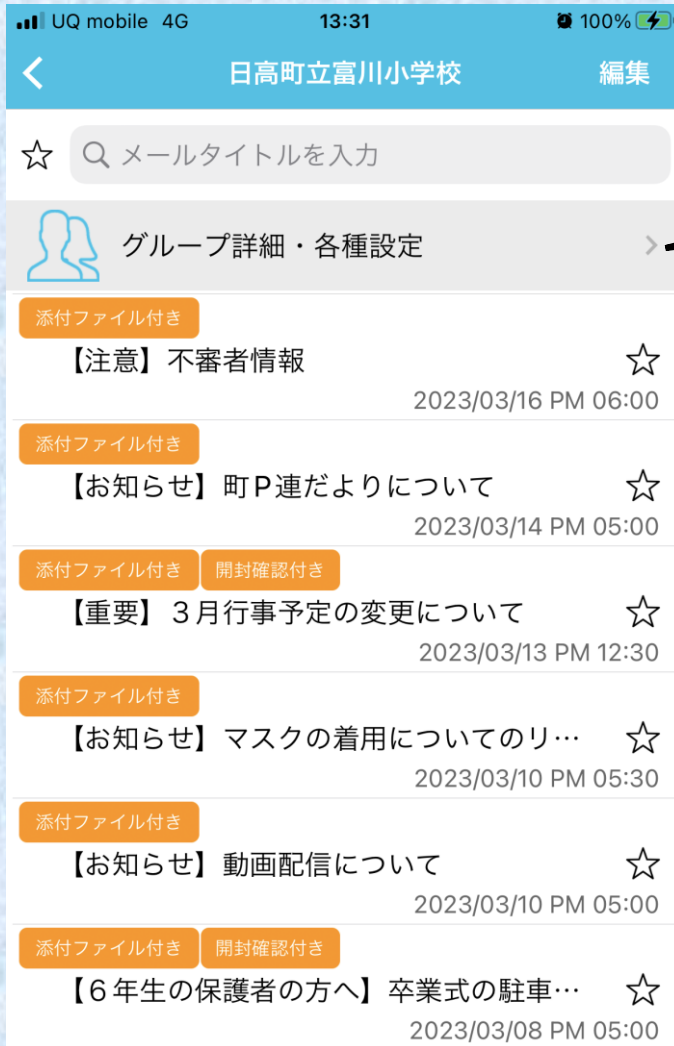 UQ mobile 4G 13:31 100%
日高町立富川小学校 編集
メールタイトルを入力
グループ詳細・各種設定
添付ファイル付き
【注意】不審者情報
2023/03/16 PM 06:00
添付ファイル付き
【お知らせ】町P連だよりについて
2023/03/14 PM 05:00
添付ファイル付き 開封確認付き
【重要】３月行事予定の変更について
2023/03/13 PM 12:30
添付ファイル付き
【お知らせ】マスクの着用についてのリ…
2023/03/10 PM 05:30
添付ファイル付き
【お知らせ】動画配信について
2023/03/10 PM 05:00
添付ファイル付き 開封確認付き
【６年生の保護者の方へ】卒業式の駐車…
2023/03/08 PM 05:00